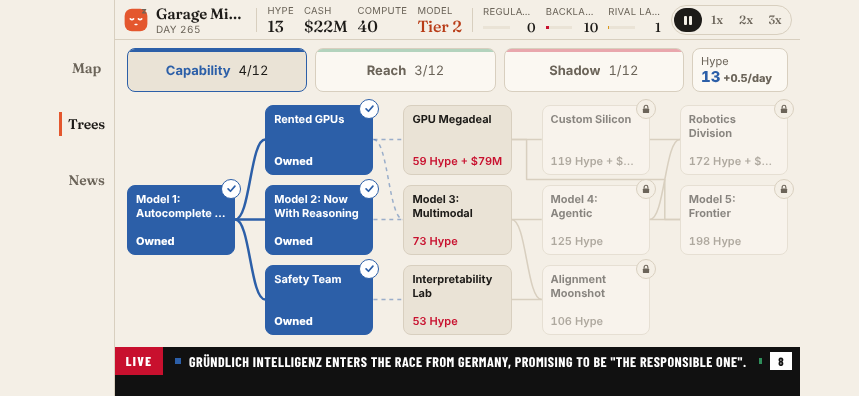 Garage Mi...
DAY 265
HYPE
13
CASH
$22M
COMPUTE
40
MODEL
Tier 2
REGULA...
0
BACKLA...
10
RIVAL LA...
1
1x
2x
3x
Map
Trees
News
Capability 4/12
Reach 3/12
Shadow 1/12
Hype
13 +0.5/day
Rented GPUs
Owned
GPU Megadeal
59 Hype + $79M
Custom Silicon
119 Hype + $...
Robotics
Division
172 Hype + $...
Model 1:
Autocomplete ...
Owned
Model 2: Now
With Reasoning
Owned
Model 3:
Multimodal
73 Hype
Model 4:
Agentic
125 Hype
Model 5:
Frontier
198 Hype
Safety Team
Owned
Interpretability
Lab
53 Hype
Alignment
Moonshot
106 Hype
LIVE
GRÜNDLICH INTELLIGENZ ENTERS THE RACE FROM GERMANY, PROMISING TO BE "THE RESPONSIBLE ONE".
8